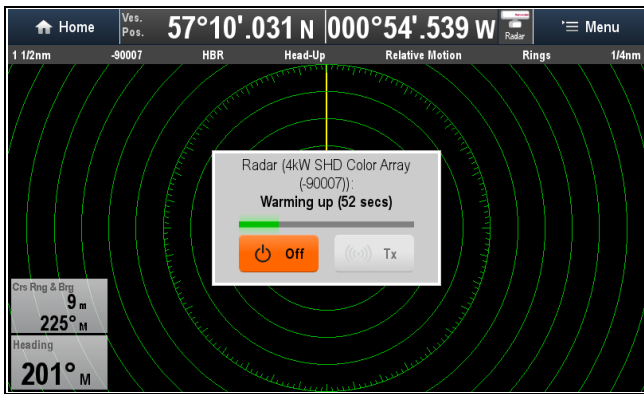 Home
Ves. Pos.
57°10'.031 N 000°54'.539 W
Radar
Menu
1 1/2nm -90007 HBR Head-Up Relative Motion Rings 1/4nm
Radar (4kW SHD Color Array
(-90007)):
Warming up (52 secs)
Off Tx
Crs Rng & Brg
9 m
225° M
Heading
201° M